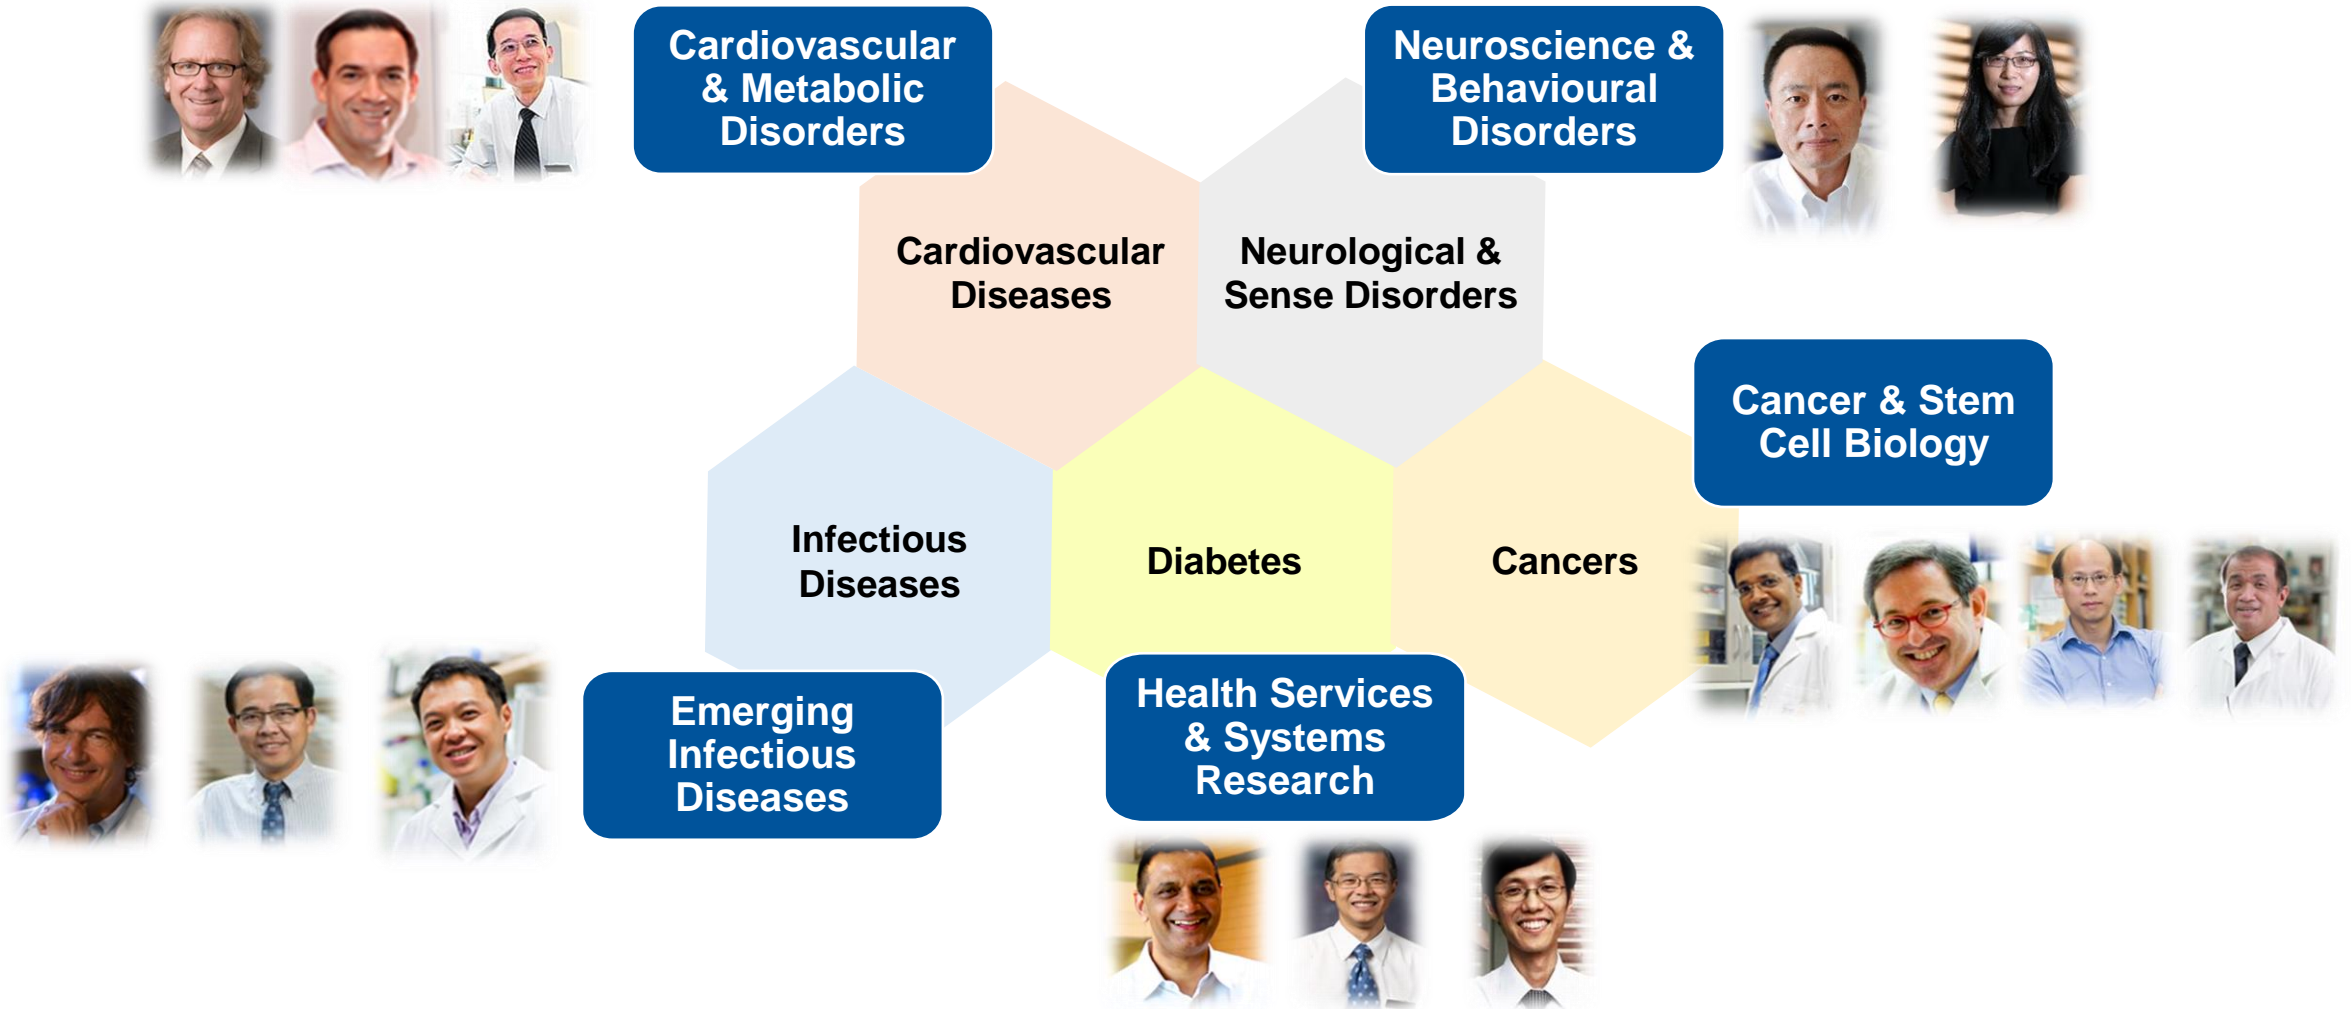 Cardiovascular
& Metabolic
Disorders
Neuroscience &
Behavioural
Disorders
Cardiovascular
Diseases
Neurological &
Sense Disorders
Cancer & Stem
Cell Biology
Infectious
Diseases
Diabetes
Cancers
Emerging
Infectious
Diseases
Health Services
& Systems
Research